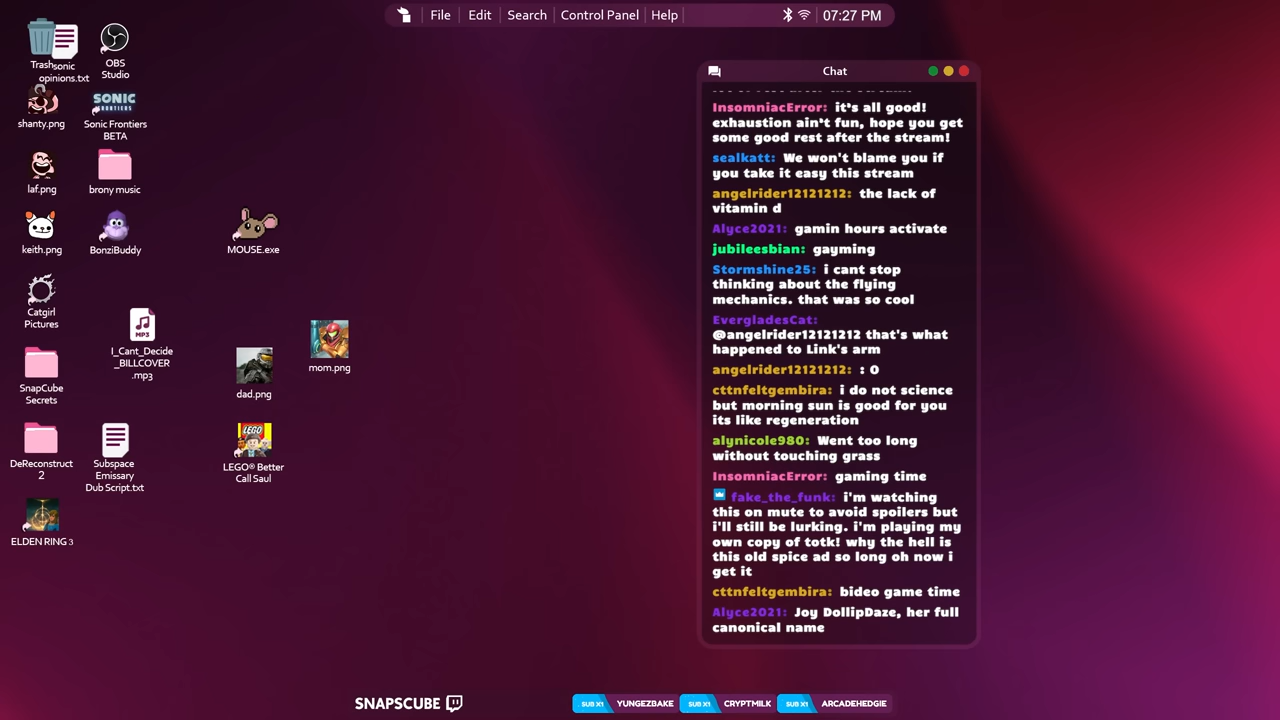 File Edit Search Control Panel Help 07:27 PM
Trash
sonic opinions.txt
OBS
Studio
shanty.png
SONIC
FRONTIERS
Sonic Frontiers
BETA
laf.png
brony music
keith.png
BonziBuddy
MOUSE.exe
Catgirl
Pictures
MP3
I_Cant_Decide
_BILLCOVER
.mp3
dad.png
mom.png
SnapCube
Secrets
DeReconstruct
2
Subspace
Emissary
Dub Script.txt
LEGO
LEGO® Better
Call Saul
ELDEN RING 3
Chat
InsomniacError: it's all good!
exhaustion ain't fun, hope you get
some good rest after the stream!
sealkatt: We won't blame you if
you take it easy this stream
angelrider12121212: the lack of
vitamin d
Alyce2021: gamin hours activate
jubileesbian: gayming
Stormshine25: i cant stop
thinking about the flying
mechanics. that was so cool
EvergladesCat:
@angelrider12121212 that's what
happened to Link's arm
angelrider12121212: : O
cttnfeltgembira: i do not science
but morning sun is good for you
its like regeneration
alynicole980: Went too long
without touching grass
InsomniacError: gaming time
fake_the_funk: i'm watching
this on mute to avoid spoilers but
i'll still be lurking. i'm playing my
own copy of totk! why the hell is
this old spice ad so long oh now i
get it
cttnfeltgembira: bideo game time
Alyce2021: Joy DollipDaze, her full
canonical name
SNAPSCUBE
SUB X1 YUNGEZBAKE SUB X1 CRYPTMILK SUB X1 ARCADEHEDGIE